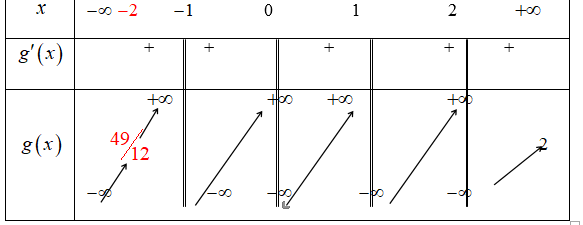 x −∞ −2 −1 0 1 2 +∞
g′(x) + + + + +
+∞ +∞ +∞ +∞
g(x) 49/12 2
−∞ −∞ −∞ −∞ −∞